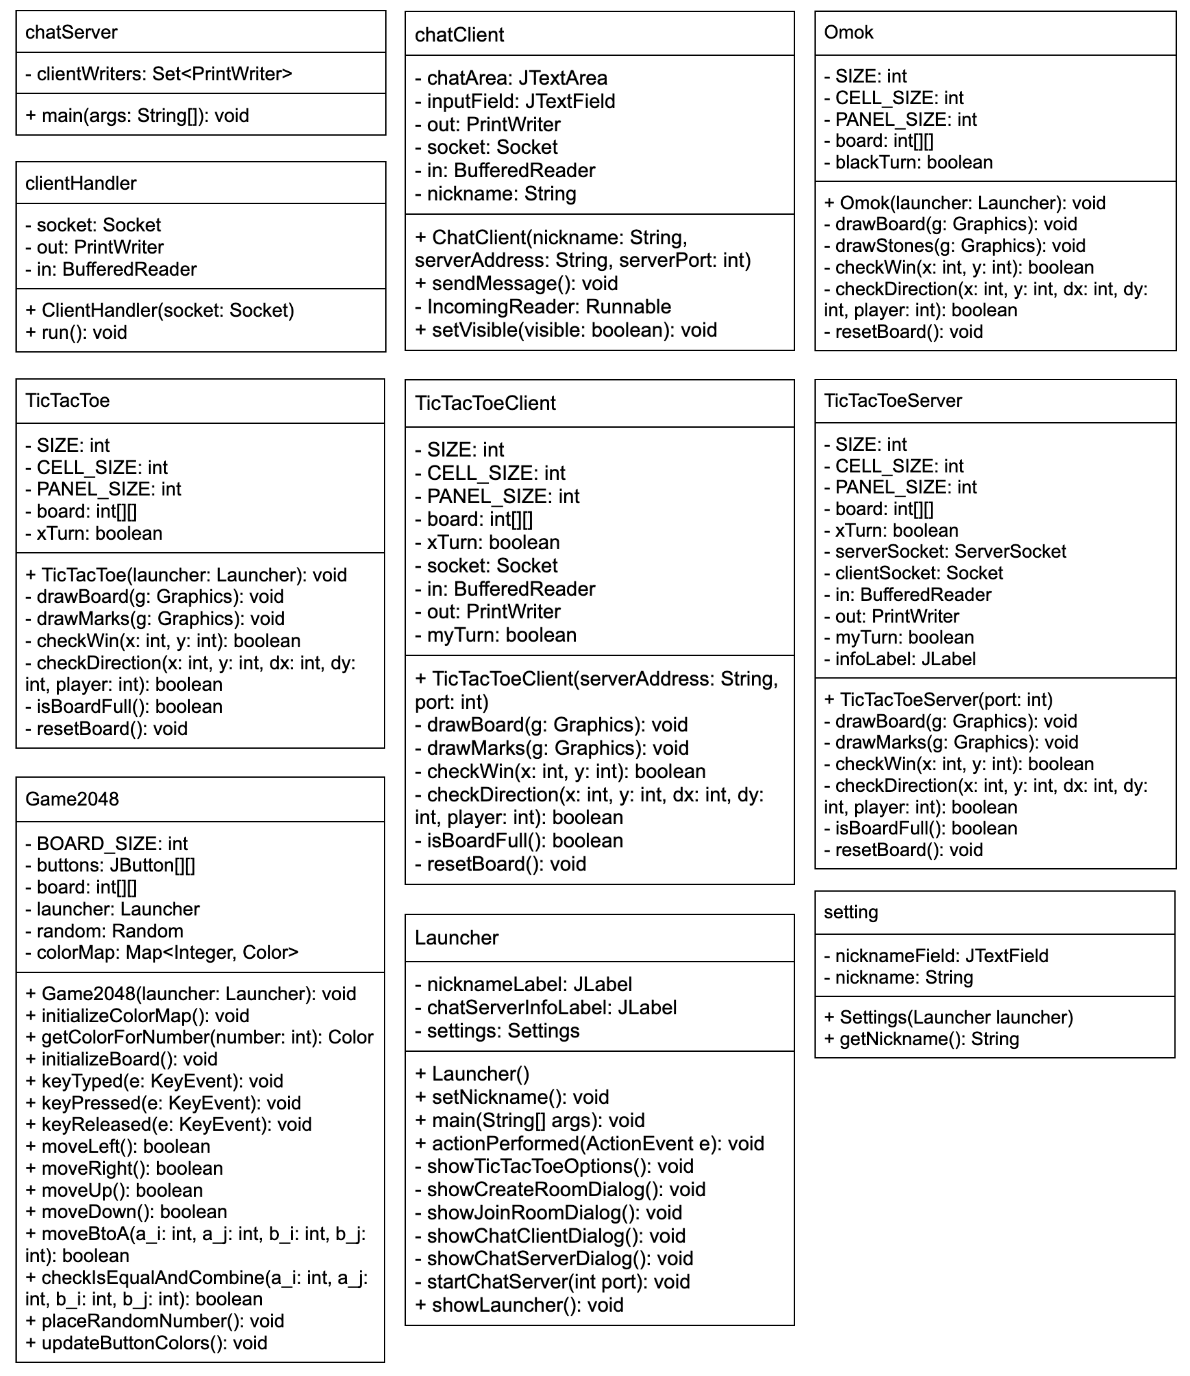 chatServer
- clientWriters: Set<PrintWriter>
+ main(args: String[]): void
clientHandler
- socket: Socket
- out: PrintWriter
- in: BufferedReader
+ ClientHandler(socket: Socket)
+ run(): void
chatClient
- chatArea: JTextArea
- inputField: JTextField
- out: PrintWriter
- socket: Socket
- in: BufferedReader
- nickname: String
+ ChatClient(nickname: String,
serverAddress: String, serverPort: int)
+ sendMessage(): void
- IncomingReader: Runnable
+ setVisible(visible: boolean): void
Omok
- SIZE: int
- CELL_SIZE: int
- PANEL_SIZE: int
- board: int[][]
- blackTurn: boolean
+ Omok(launcher: Launcher): void
- drawBoard(g: Graphics): void
- drawStones(g: Graphics): void
- checkWin(x: int, y: int): boolean
- checkDirection(x: int, y: int, dx: int, dy:
int, player: int): boolean
- resetBoard(): void
TicTacToe
- SIZE: int
- CELL_SIZE: int
- PANEL_SIZE: int
- board: int[][]
- xTurn: boolean
+ TicTacToe(launcher: Launcher): void
- drawBoard(g: Graphics): void
- drawMarks(g: Graphics): void
- checkWin(x: int, y: int): boolean
- checkDirection(x: int, y: int, dx: int, dy:
int, player: int): boolean
- isBoardFull(): boolean
- resetBoard(): void
TicTacToeClient
- SIZE: int
- CELL_SIZE: int
- PANEL_SIZE: int
- board: int[][]
- xTurn: boolean
- socket: Socket
- in: BufferedReader
- out: PrintWriter
- myTurn: boolean
+ TicTacToeClient(serverAddress: String,
port: int)
- drawBoard(g: Graphics): void
- drawMarks(g: Graphics): void
- checkWin(x: int, y: int): boolean
- checkDirection(x: int, y: int, dx: int, dy:
int, player: int): boolean
- isBoardFull(): boolean
- resetBoard(): void
TicTacToeServer
- SIZE: int
- CELL_SIZE: int
- PANEL_SIZE: int
- board: int[][]
- xTurn: boolean
- serverSocket: ServerSocket
- clientSocket: Socket
- in: BufferedReader
- out: PrintWriter
- myTurn: boolean
- infoLabel: JLabel
+ TicTacToeServer(port: int)
- drawBoard(g: Graphics): void
- drawMarks(g: Graphics): void
- checkWin(x: int, y: int): boolean
- checkDirection(x: int, y: int, dx: int, dy:
int, player: int): boolean
- isBoardFull(): boolean
- resetBoard(): void
Game2048
- BOARD_SIZE: int
- buttons: JButton[][]
- board: int[][]
- launcher: Launcher
- random: Random
- colorMap: Map<Integer, Color>
+ Game2048(launcher: Launcher): void
+ initializeColorMap(): void
+ getColorForNumber(number: int): Color
+ initializeBoard(): void
+ keyTyped(e: KeyEvent): void
+ keyPressed(e: KeyEvent): void
+ keyReleased(e: KeyEvent): void
+ moveLeft(): boolean
+ moveRight(): boolean
+ moveUp(): boolean
+ moveDown(): boolean
+ moveBtoA(a_i: int, a_j: int, b_i: int, b_j:
int): boolean
+ checkIsEqualAndCombine(a_i: int, a_j:
int, b_i: int, b_j: int): boolean
+ placeRandomNumber(): void
+ updateButtonColors(): void
Launcher
- nicknameLabel: JLabel
- chatServerInfoLabel: JLabel
- settings: Settings
+ Launcher()
+ setNickname(): void
+ main(String[] args): void
+ actionPerformed(ActionEvent e): void
- showTicTacToeOptions(): void
- showCreateRoomDialog(): void
- showJoinRoomDialog(): void
- showChatClientDialog(): void
- showChatServerDialog(): void
- startChatServer(int port): void
+ showLauncher(): void
setting
- nicknameField: JTextField
- nickname: String
+ Settings(Launcher launcher)
+ getNickname(): String